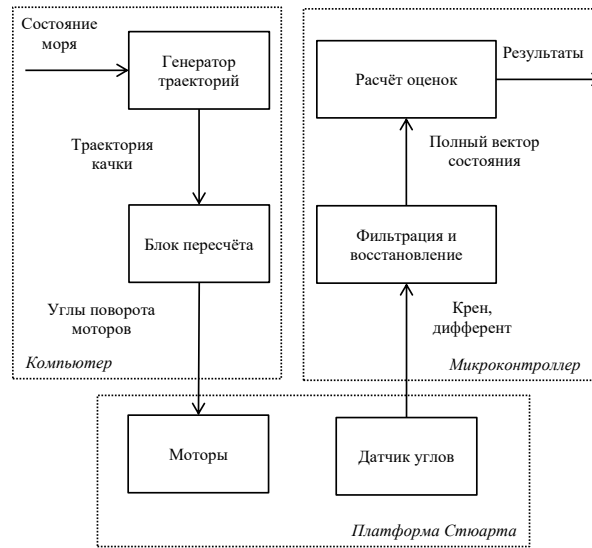 Состояние
моря
Генератор
траекторий
Траектория
качки
Блок пересчёта
Углы поворота
моторов
Компьютер
Расчёт оценок
Результаты
Полный вектор
состояния
Фильтрация и
восстановление
Крен,
дифферент
Микроконтроллер
Моторы
Датчик углов
Платформа Стюарта